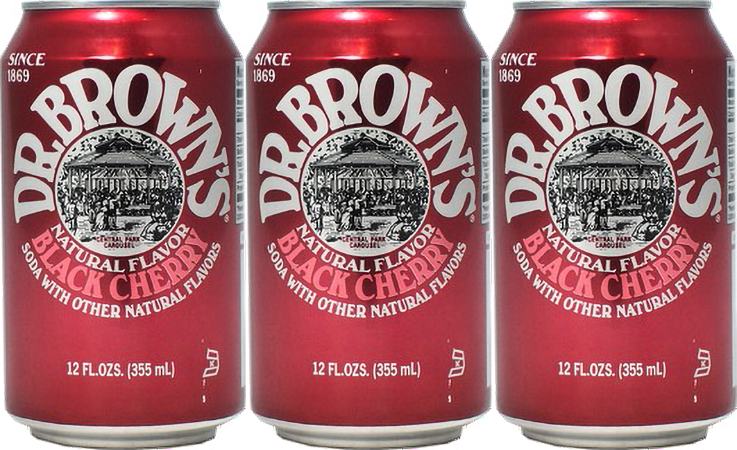 SINCE
1869
DR. BROWN'S®
CENTRAL PARK
CAROUSEL
NATURAL FLAVOR
BLACK CHERRY
SODA WITH OTHER NATURAL FLAVORS
12 FL.OZS. (355 mL)
SINCE
1869
DR. BROWN'S®
CENTRAL PARK
CAROUSEL
NATURAL FLAVOR
BLACK CHERRY
SODA WITH OTHER NATURAL FLAVORS
12 FL.OZS. (355 mL)
SINCE
1869
DR. BROWN'S®
CENTRAL PARK
CAROUSEL
NATURAL FLAVOR
BLACK CHERRY
SODA WITH OTHER NATURAL FLAVORS
12 FL.OZS. (355 mL)